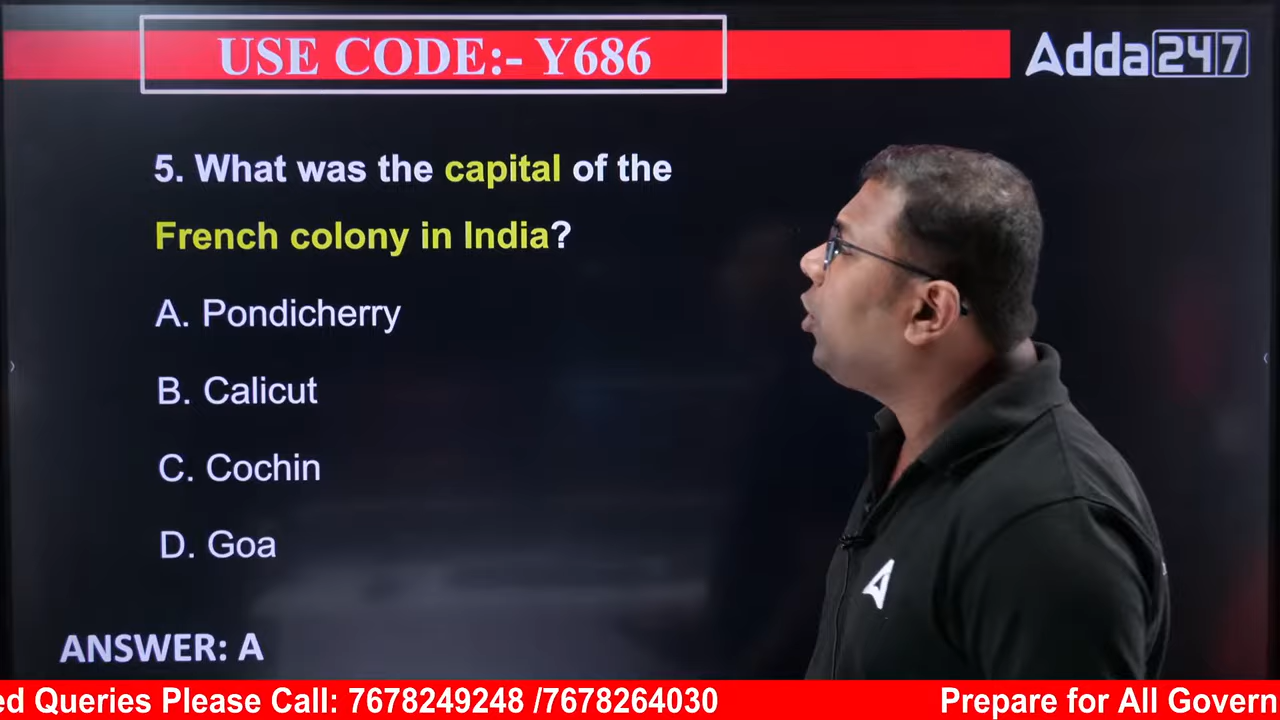 USE CODE:- Y686
Adda247
5. What was the capital of the
French colony in India?
A. Pondicherry
B. Calicut
C. Cochin
D. Goa
ANSWER: A
ed Queries Please Call: 7678249248 /7678264030
Prepare for All Govern